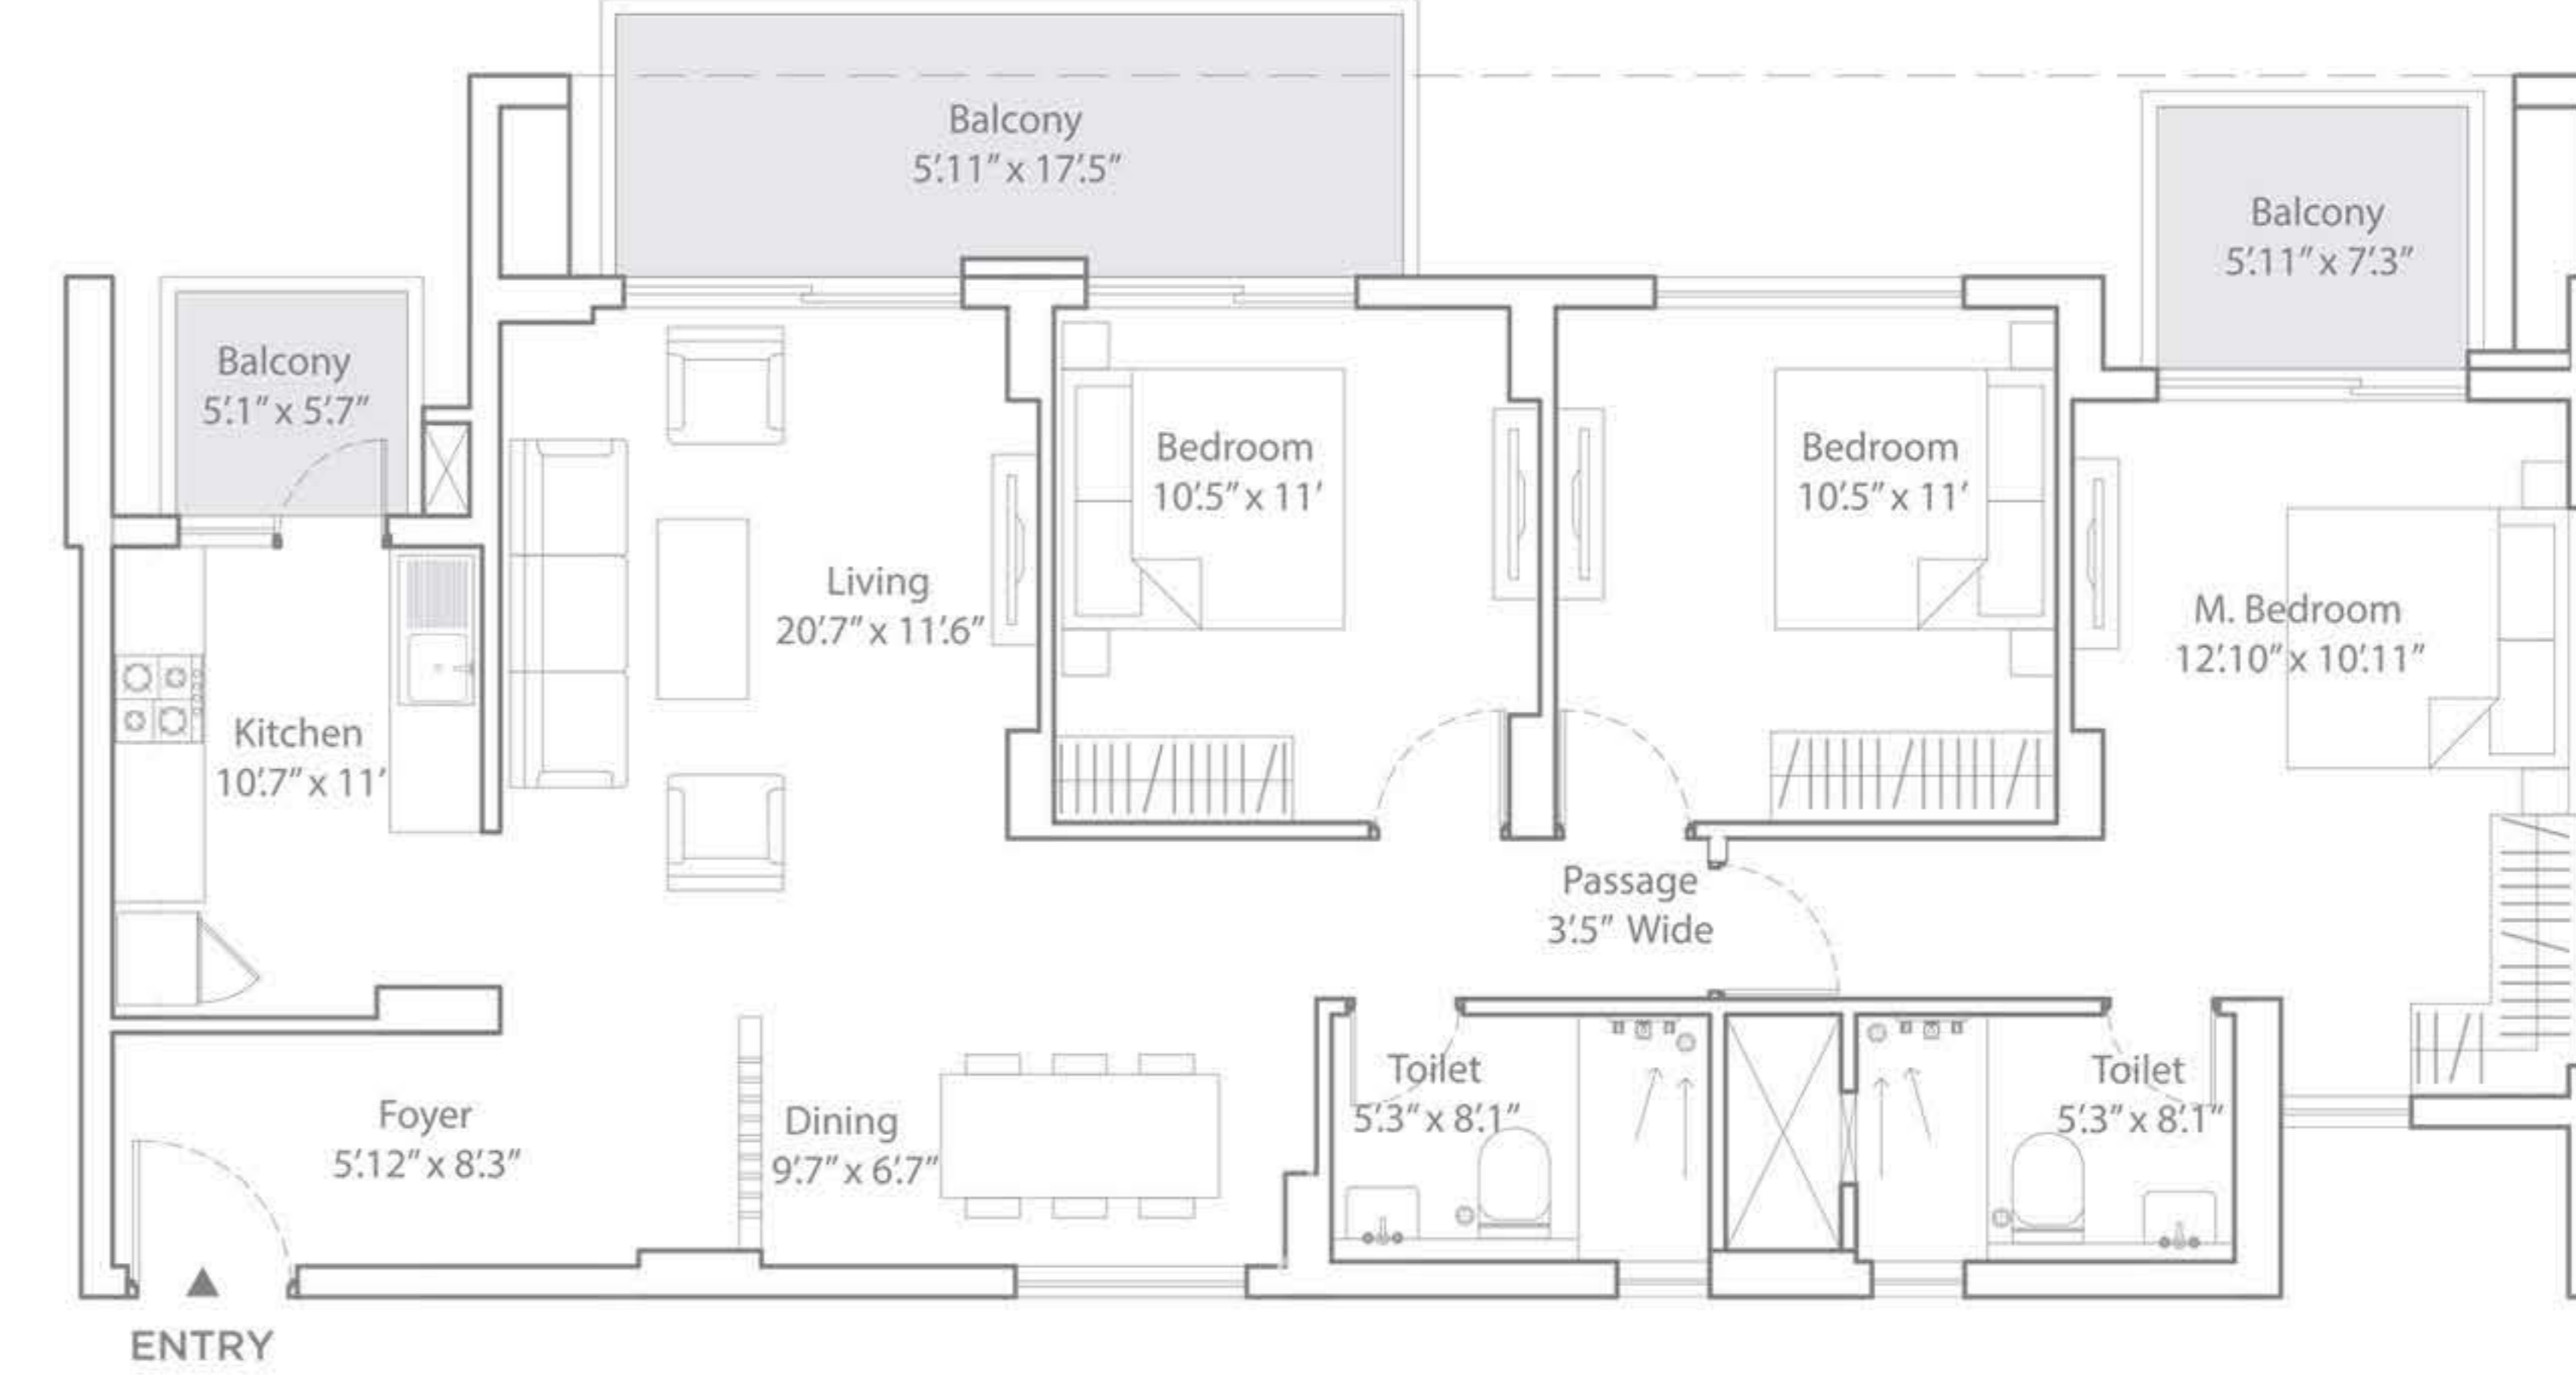 Balcony
5'.11" x 17'.5"
Balcony
5'.11" x 7'.3"
Balcony
5'.1" x 5'.7"
Bedroom
10'.5" x 11'
Bedroom
10'.5" x 11'
Living
20'.7" x 11'.6"
M. Bedroom
12'.10" x 10'.11"
Kitchen
10'.7" x 11'
Passage
3'.5" Wide
Foyer
5'.12" x 8'.3"
Dining
9'.7" x 6'.7"
Toilet
5'.3" x 8'.1"
Toilet
5'.3" x 8'.1"
ENTRY